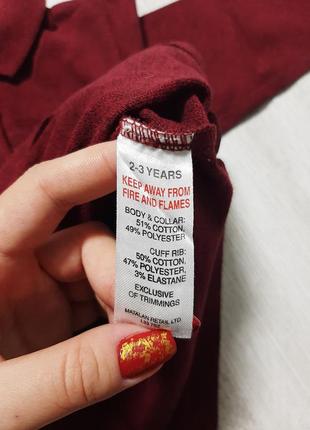 2-3 YEARS
KEEP AWAY FROM
FIRE AND FLAMES
BODY & COLLAR:
51% COTTON,
49% POLYESTER
CUFF RIB:
50% COTTON,
47% POLYESTER,
3% ELASTANE
EXCLUSIVE
OF TRIMMINGS
MATALAN RETAIL LTD